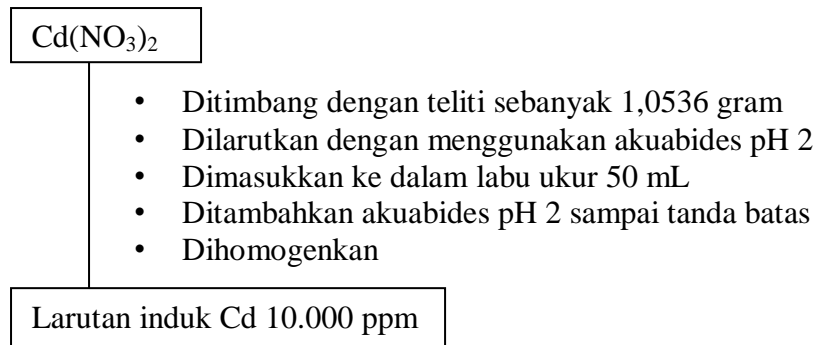 Cd(NO₃)₂
• Ditimbang dengan teliti sebanyak 1,0536 gram
• Dilarutkan dengan menggunakan akuabides pH 2
• Dimasukkan ke dalam labu ukur 50 mL
• Ditambahkan akuabides pH 2 sampai tanda batas
• Dihomogenkan
Larutan induk Cd 10.000 ppm